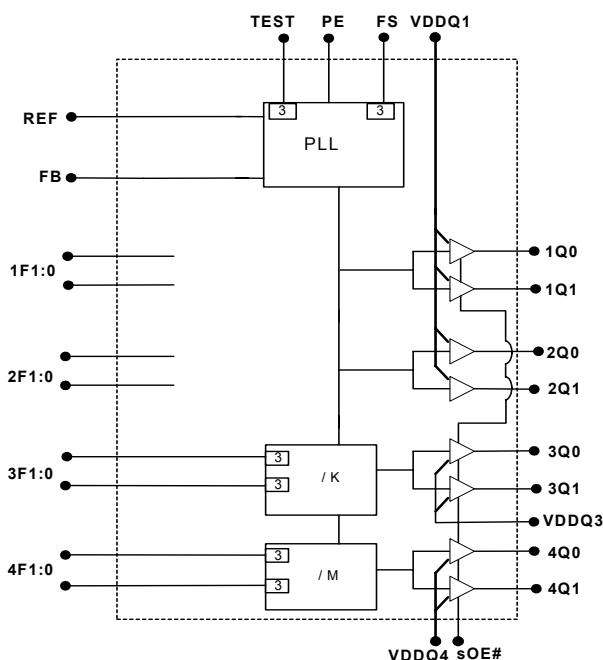 TEST PE FS VDDQ1
3 3
REF
PLL
FB
1Q0
1F1:0
1Q1
2Q0
2F1:0
2Q1
3Q0
3
3F1:0
/ K
3
3Q1
VDDQ3
4Q0
3
4F1:0
/ M
3
4Q1
VDDQ4 sOE#